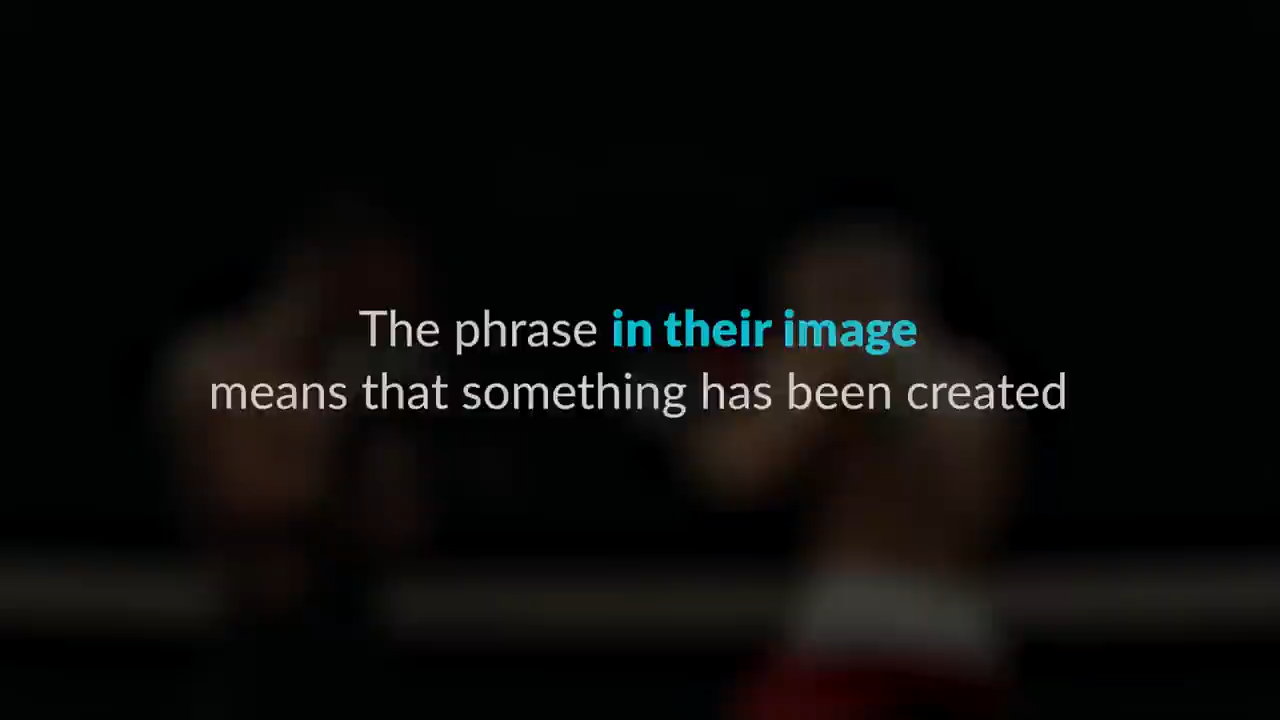 The phrase in their image
means that something has been created